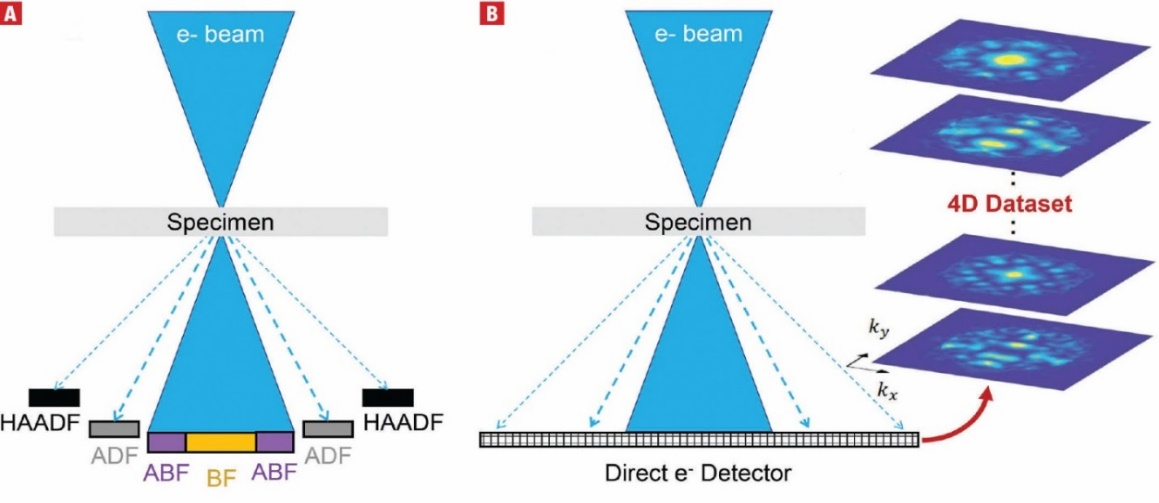 A
e- beam
Specimen
HAADF
HAADF
ADF
ADF
ABF
BF
ABF
B
e- beam
Specimen
Direct e⁻ Detector
4D Dataset
k_y
k_x